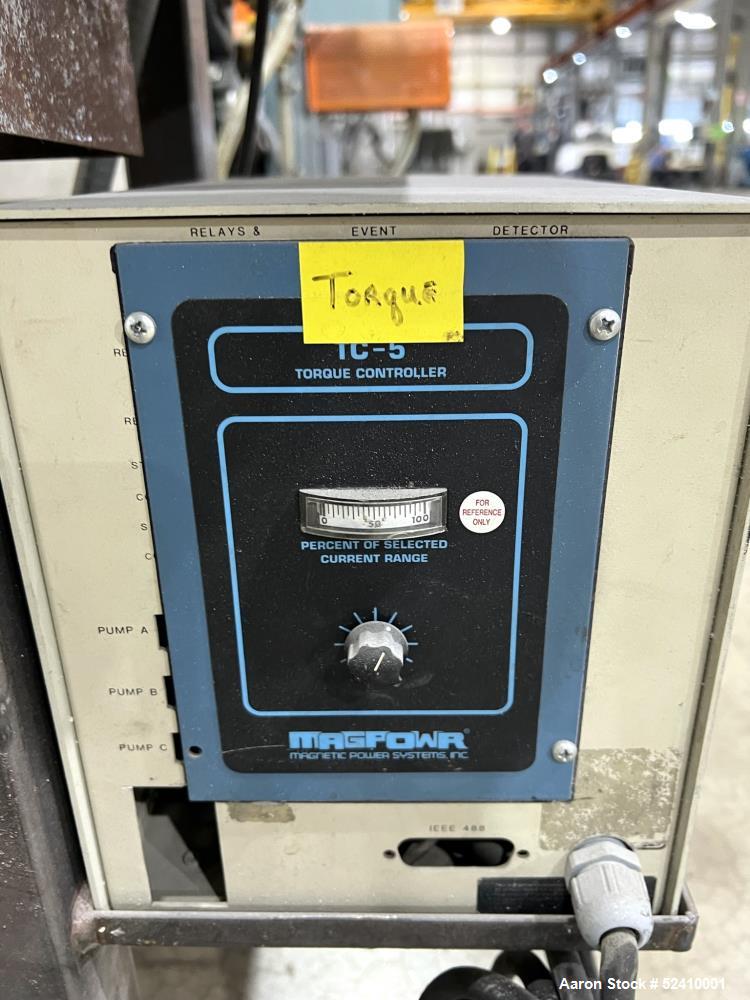 RELAYS & EVENT DETECTOR
Torque
TC-5
TORQUE CONTROLLER
0 50 100
FOR
REFERENCE
ONLY
PERCENT OF SELECTED
CURRENT RANGE
PUMP A
PUMP B
PUMP C
MAGPOWR®
MAGNETIC POWER SYSTEMS, INC
IEEE 488
Aaron Stock # 52410001